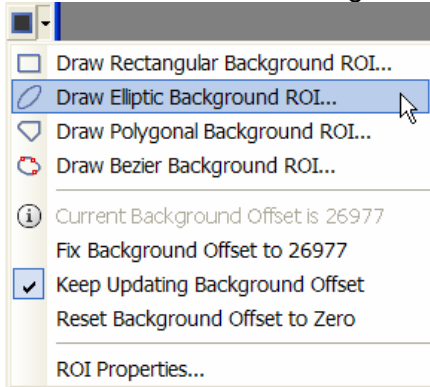 Draw Rectangular Background ROI...
Draw Elliptic Background ROI...
Draw Polygonal Background ROI...
Draw Bezier Background ROI...
Current Background Offset is 26977
Fix Background Offset to 26977
Keep Updating Background Offset
Reset Background Offset to Zero
ROI Properties...